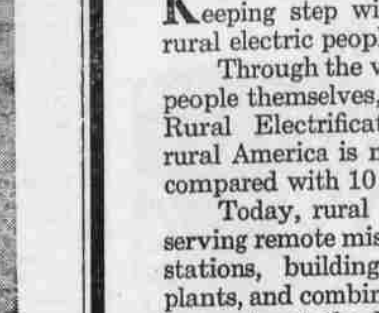 Keeping step wi
rural electric peopl
Through the v
people themselves,
Rural Electrificat
rural America is n
compared with 10
Today, rural
serving remote mis
stations, building
plants, and combin